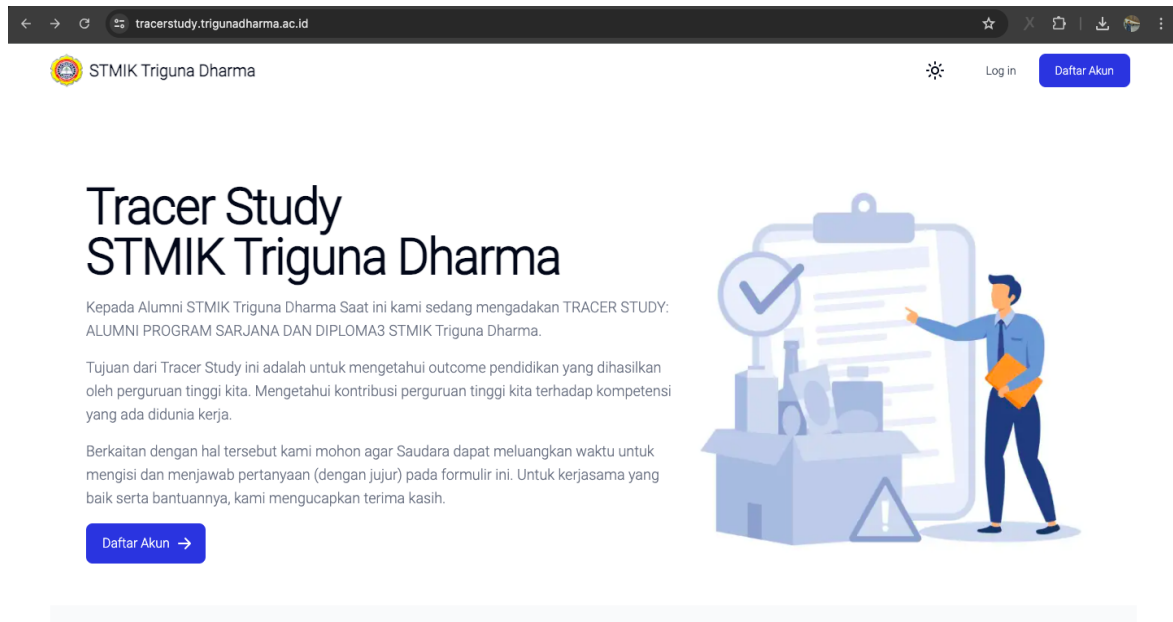 tracerstudy.trigunadharma.ac.id
STMIK Triguna Dharma
Log in
Daftar Akun
Tracer Study
STMIK Triguna Dharma
Kepada Alumni STMIK Triguna Dharma Saat ini kami sedang mengadakan TRACER STUDY:
ALUMNI PROGRAM SARJANA DAN DIPLOMA3 STMIK Triguna Dharma.
Tujuan dari Tracer Study ini adalah untuk mengetahui outcome pendidikan yang dihasilkan
oleh perguruan tinggi kita. Mengetahui kontribusi perguruan tinggi kita terhadap kompetensi
yang ada didunia kerja.
Berkaitan dengan hal tersebut kami mohon agar Saudara dapat meluangkan waktu untuk
mengisi dan menjawab pertanyaan (dengan jujur) pada formulir ini. Untuk kerjasama yang
baik serta bantuannya, kami mengucapkan terima kasih.
Daftar Akun